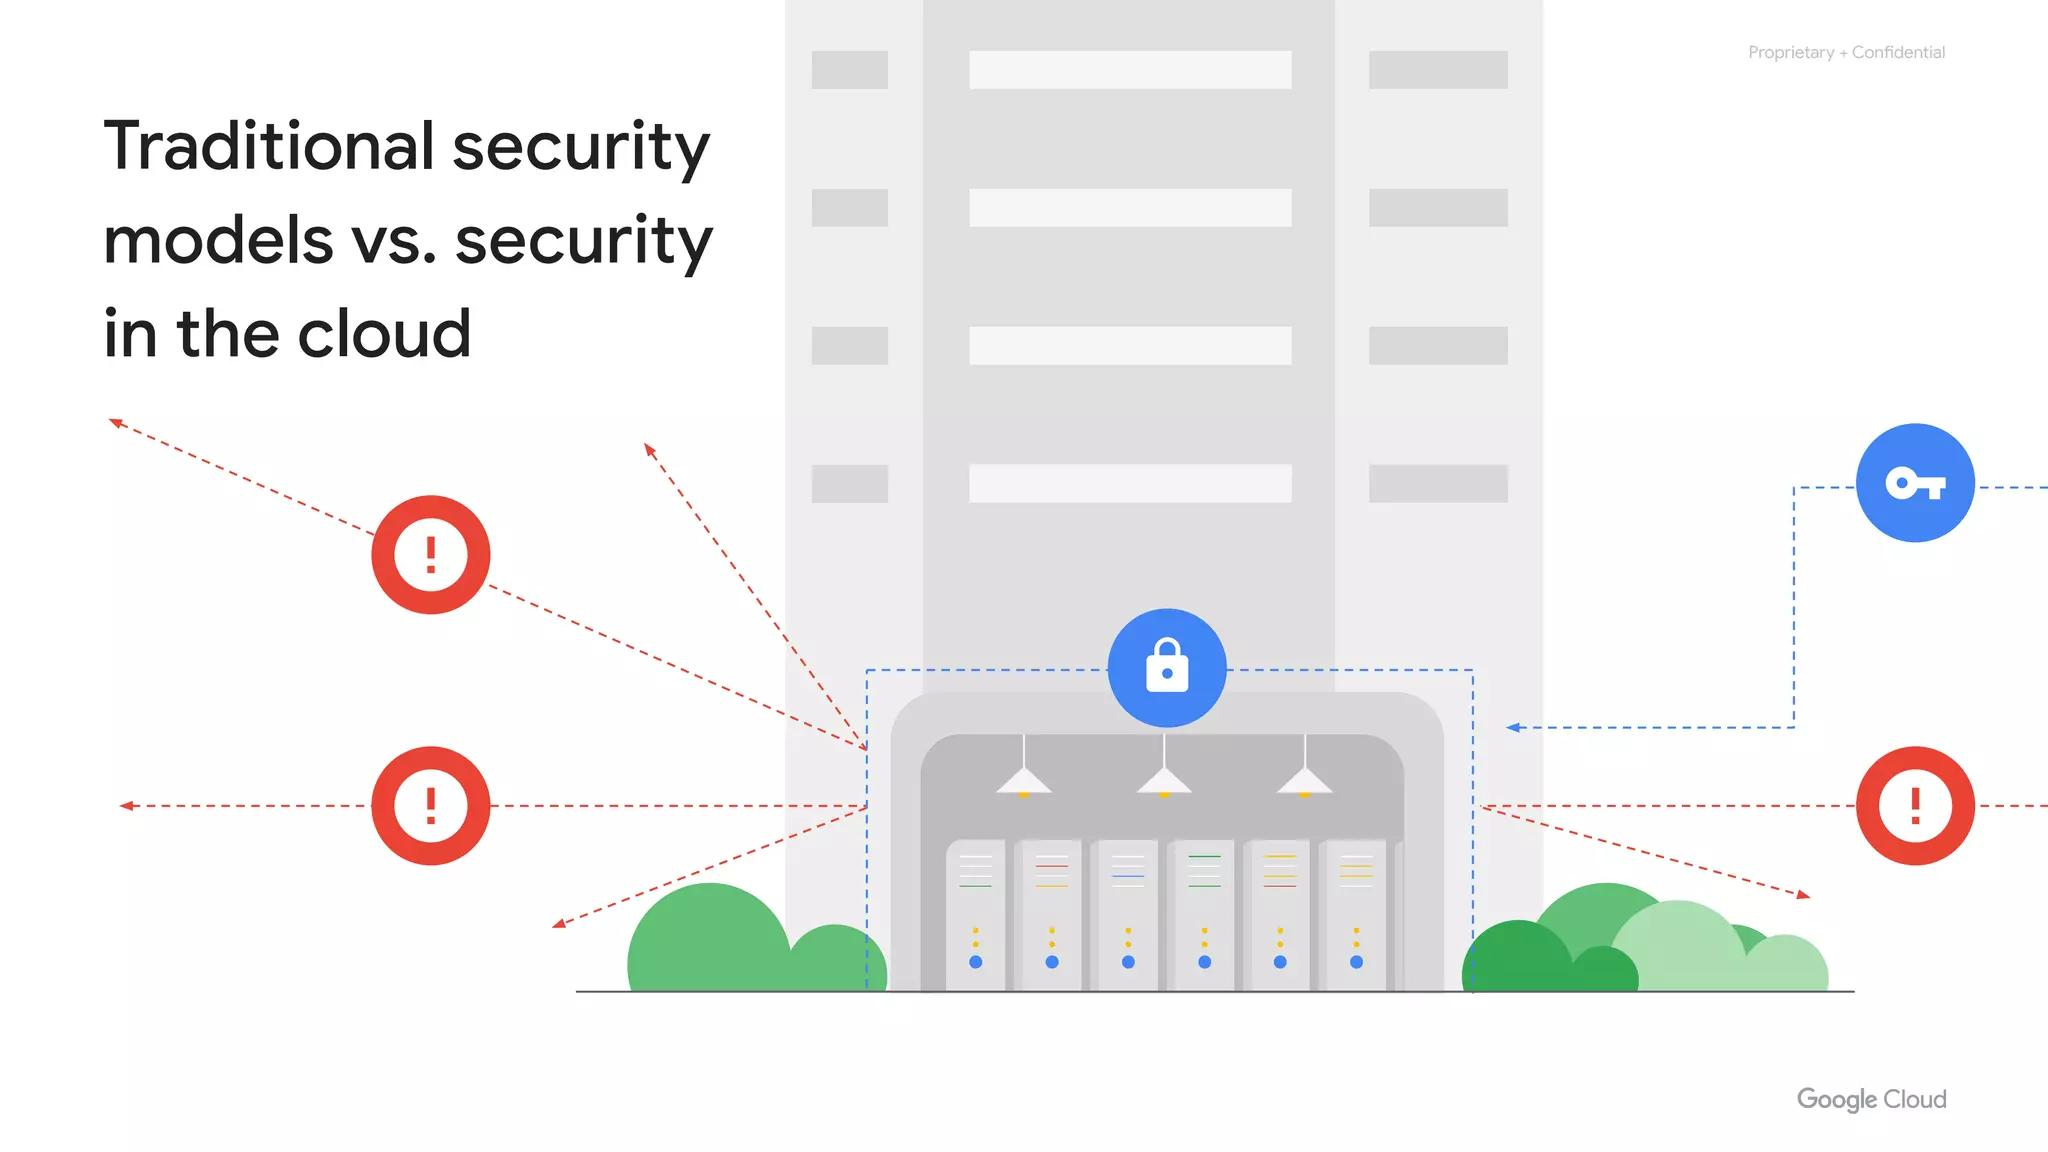 Proprietary + Confidential
Traditional security
models vs. security
in the cloud
Google Cloud